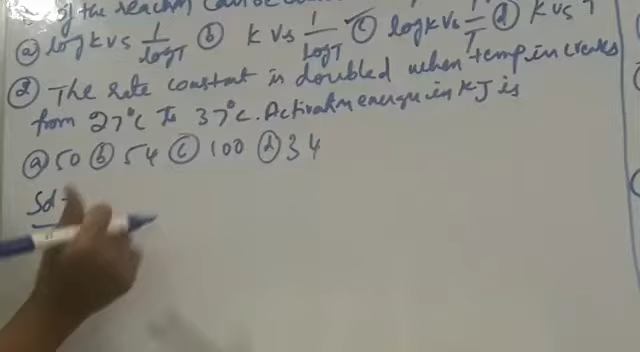 of the reaction can be
(a) log k vs 1/log T (b) k vs 1/log T (c) log k vs 1/T (d) k vs T
(2) The rate constant is doubled when temp increases
from 27°C to 37°C. Activation energy in KJ is
(a) 50 (b) 54 (c) 100 (d) 34
Sol-